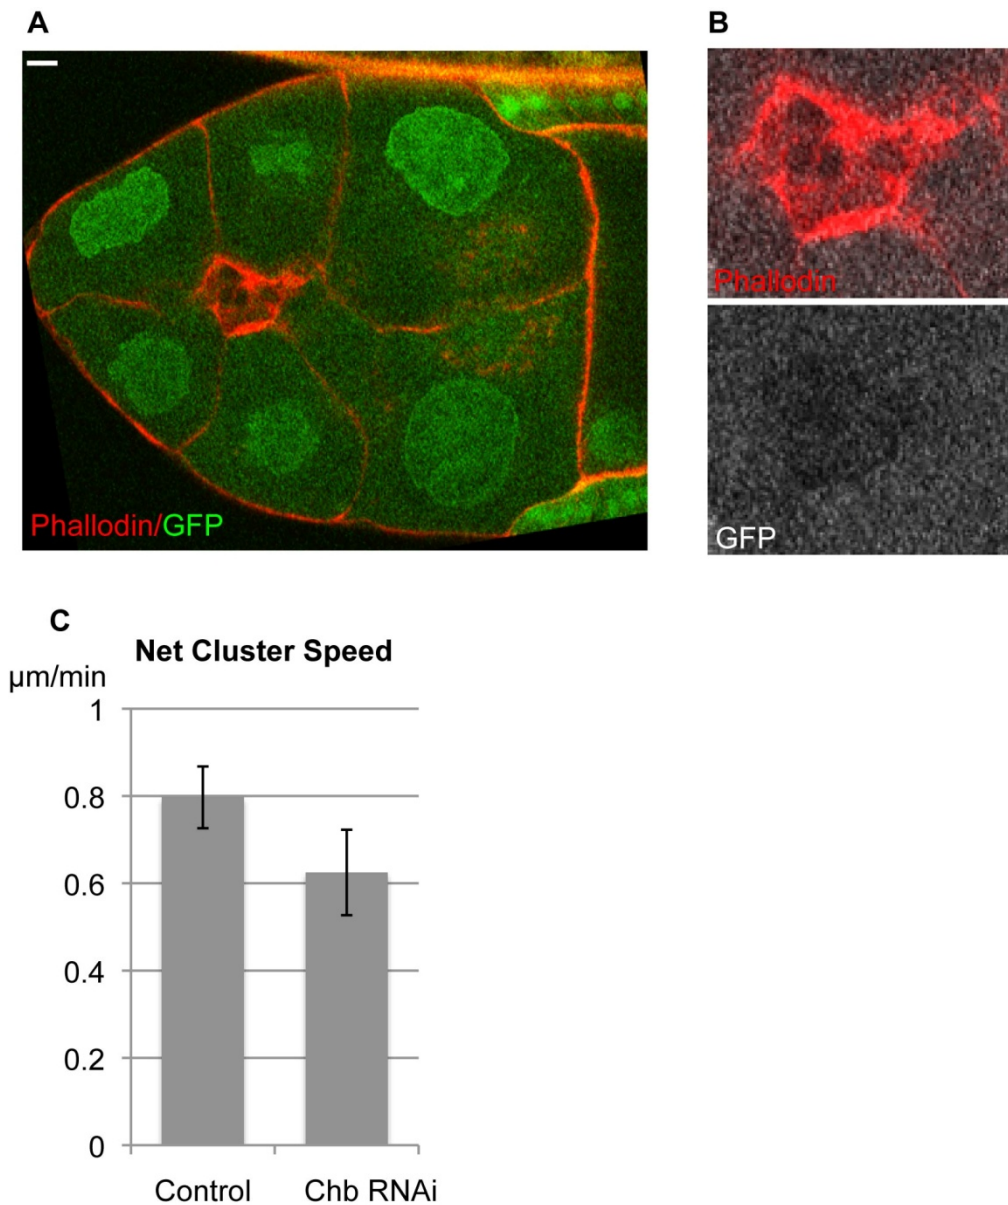 A
B
Phallodin/GFP
Phallodin
GFP
C
Net Cluster Speed
µm/min
1
0.8
0.6
0.4
0.2
0
Control Chb RNAi